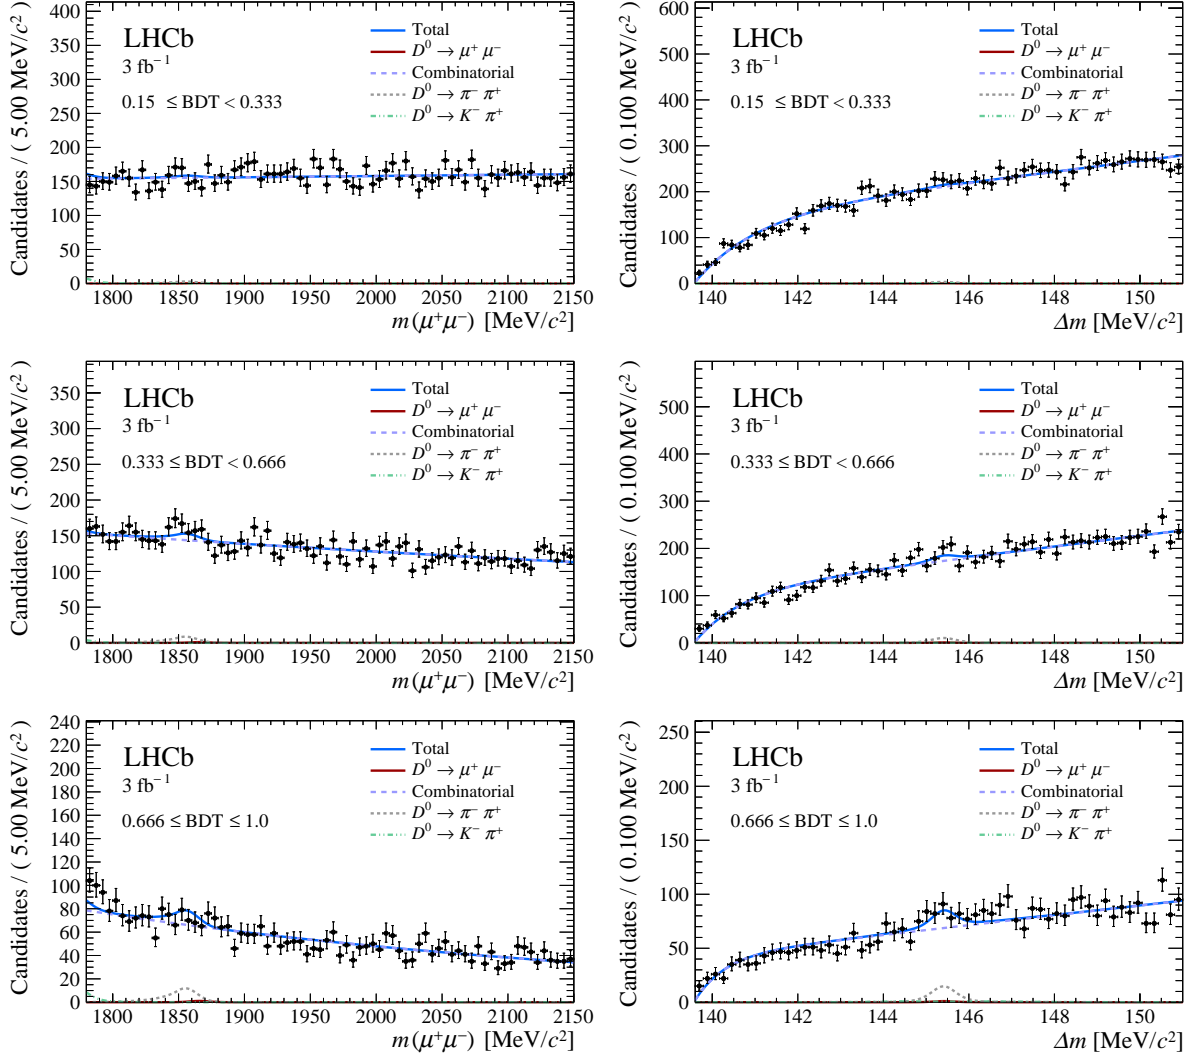 Candidates / ( 5.00 MeV/c²)
400
350
300
250
200
150
100
50
0
LHCb
3 fb⁻¹
0.15 ≤ BDT < 0.333
Total
D⁰ → μ⁺ μ⁻
Combinatorial
D⁰ → π⁻ π⁺
D⁰ → K⁻ π⁺
1800 1850 1900 1950 2000 2050 2100 2150
m(μ⁺μ⁻) [MeV/c²]
Candidates / ( 0.100 MeV/c²)
600
500
400
300
200
100
0
LHCb
3 fb⁻¹
0.15 ≤ BDT < 0.333
Total
D⁰ → μ⁺ μ⁻
Combinatorial
D⁰ → π⁻ π⁺
D⁰ → K⁻ π⁺
140 142 144 146 148 150
Δm [MeV/c²]
Candidates / ( 5.00 MeV/c²)
350
300
250
200
150
100
50
0
LHCb
3 fb⁻¹
0.333 ≤ BDT < 0.666
Total
D⁰ → μ⁺ μ⁻
Combinatorial
D⁰ → π⁻ π⁺
D⁰ → K⁻ π⁺
1800 1850 1900 1950 2000 2050 2100 2150
m(μ⁺μ⁻) [MeV/c²]
Candidates / ( 0.100 MeV/c²)
500
400
300
200
100
0
LHCb
3 fb⁻¹
0.333 ≤ BDT < 0.666
Total
D⁰ → μ⁺ μ⁻
Combinatorial
D⁰ → π⁻ π⁺
D⁰ → K⁻ π⁺
140 142 144 146 148 150
Δm [MeV/c²]
Candidates / ( 5.00 MeV/c²)
240
220
200
180
160
140
120
100
80
60
40
20
0
LHCb
3 fb⁻¹
0.666 ≤ BDT ≤ 1.0
Total
D⁰ → μ⁺ μ⁻
Combinatorial
D⁰ → π⁻ π⁺
D⁰ → K⁻ π⁺
1800 1850 1900 1950 2000 2050 2100 2150
m(μ⁺μ⁻) [MeV/c²]
Candidates / ( 0.100 MeV/c²)
250
200
150
100
50
0
LHCb
3 fb⁻¹
0.666 ≤ BDT ≤ 1.0
Total
D⁰ → μ⁺ μ⁻
Combinatorial
D⁰ → π⁻ π⁺
D⁰ → K⁻ π⁺
140 142 144 146 148 150
Δm [MeV/c²]